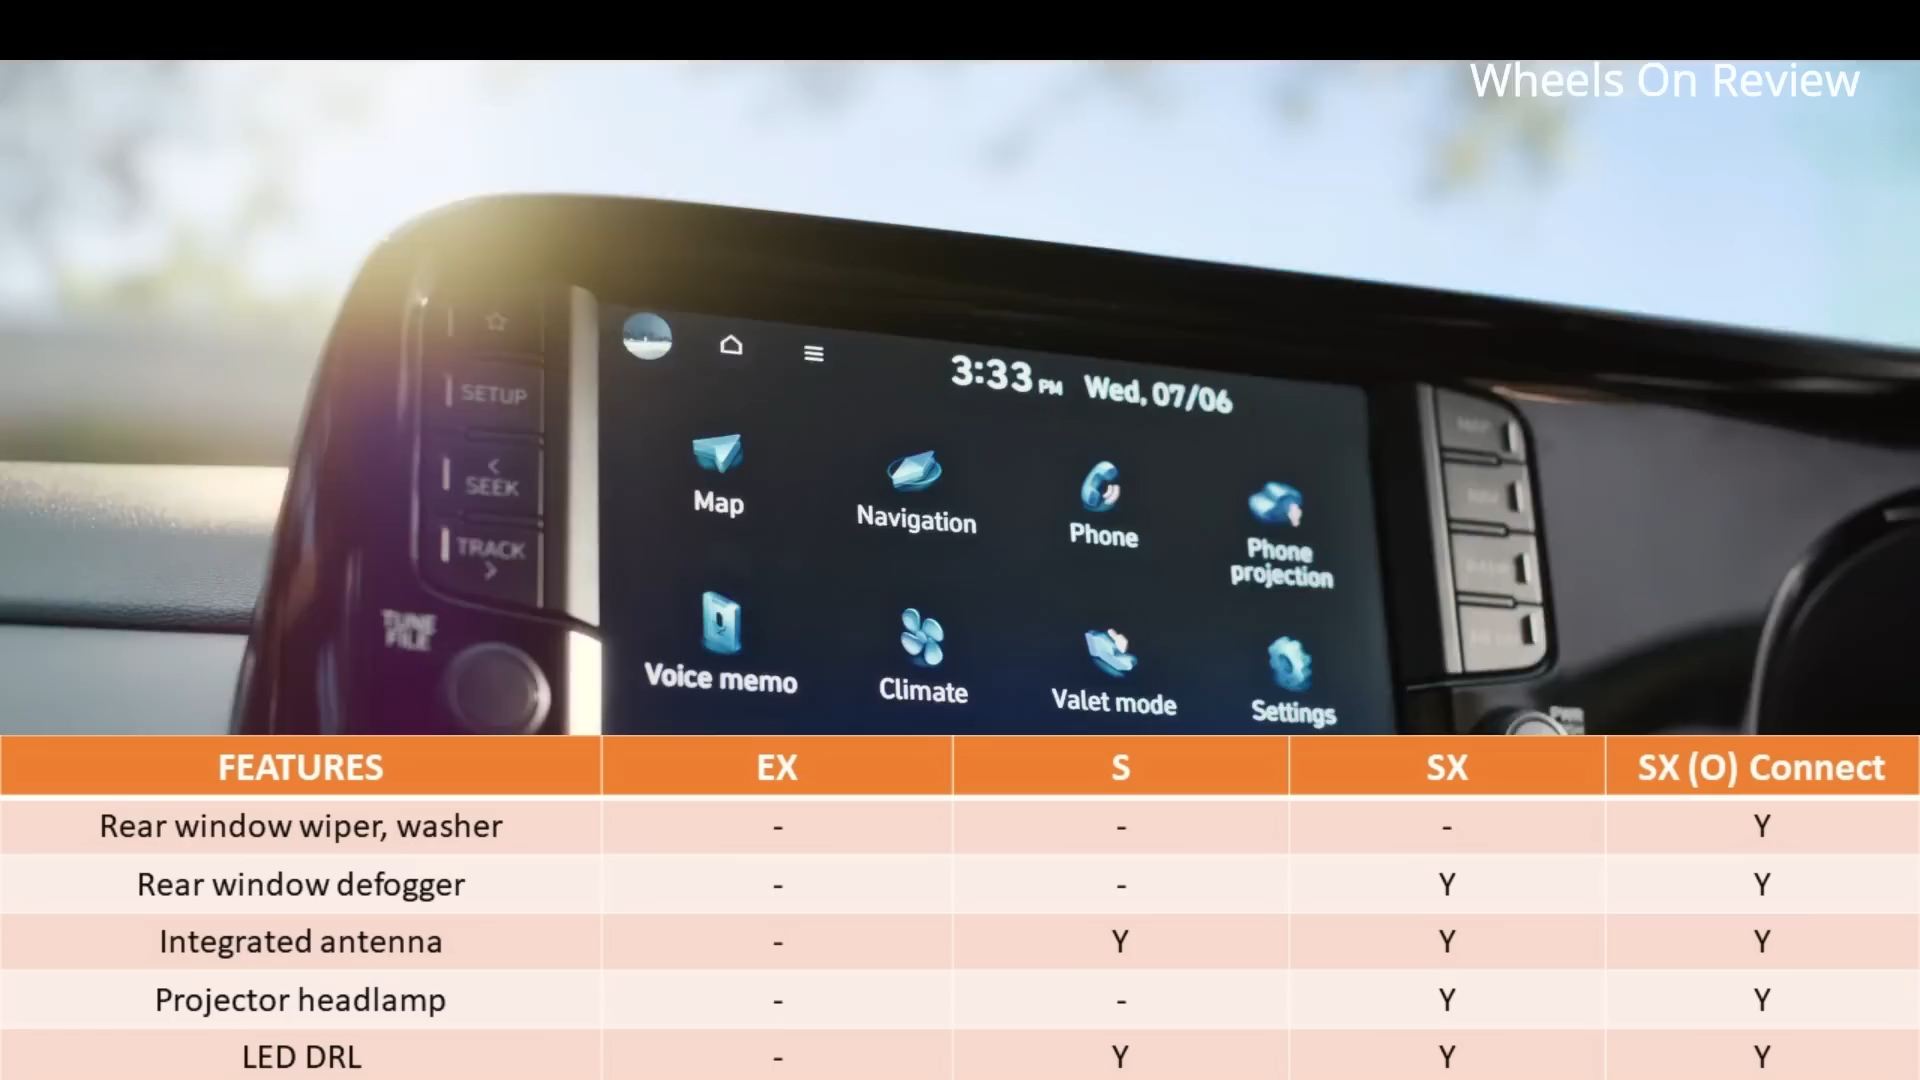 Wheels On Review
SETUP
3:33 PM Wed, 07/06
SEEK
Map
Navigation
Phone
Phone
projection
TRACK
TUNE
FILE
Voice memo
Climate
Valet mode
Settings
FEATURES EX S SX SX (O) Connect
Rear window wiper, washer - - - Y
Rear window defogger - - Y Y
Integrated antenna - Y Y Y
Projector headlamp - - Y Y
LED DRL - Y Y Y